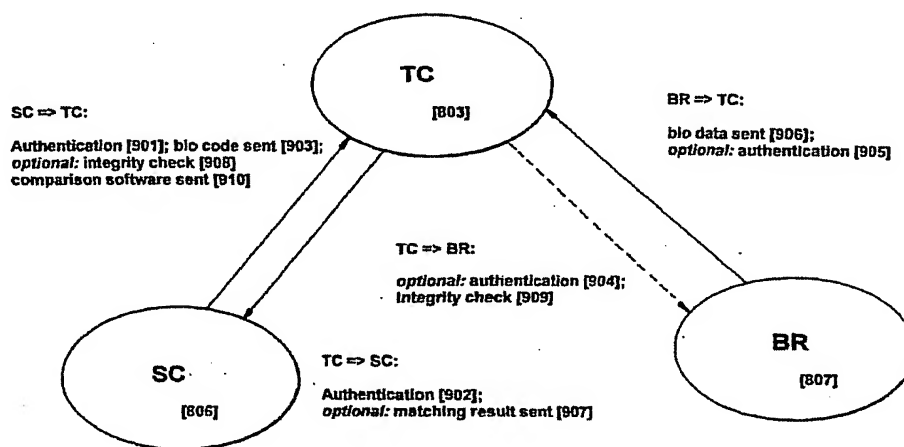 TC
[803]
SC => TC:
Authentication [901]; bio code sent [903];
optional: integrity check [908]
comparison software sent [910]
BR => TC:
bio data sent [906];
optional: authentication [905]
TC => BR:
optional: authentication [904];
integrity check [909]
SC
[805]
TC => SC:
Authentication [902];
optional: matching result sent [907]
BR
[807]